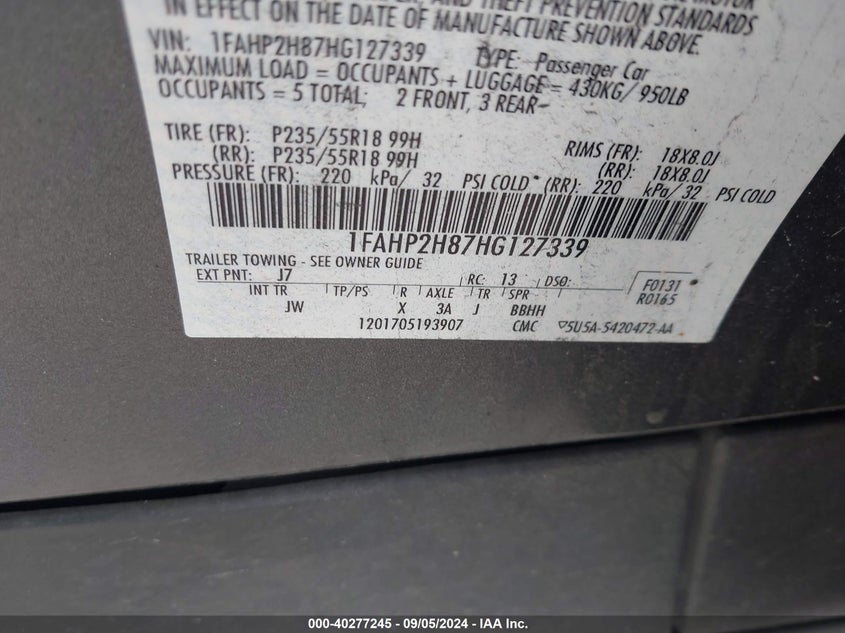 IN EFFECT ON THE DATE OF MANUFACTURE SHOWN ABOVE.
AND THEFT PREVENTION STANDARDS
VIN: 1FAHP2H87HG127339 TYPE: Passenger Car
MAXIMUM LOAD = OCCUPANTS + LUGGAGE = 430KG/ 950LB
OCCUPANTS = 5 TOTAL; 2 FRONT, 3 REAR-
TIRE (FR): P235/55R18 99H RIMS (FR): 18X8.0J
(RR): P235/55R18 99H (RR): 18X8.0J
PRESSURE (FR): 220 kPa/ 32 PSI COLD* (RR): 220 kPa/ 32 PSI COLD
1FAHP2H87HG127339
TRAILER TOWING - SEE OWNER GUIDE
EXT PNT: J7 RC: 13 DSO: F0131
R0165
INT TR TP/PS R AXLE TR SPR
JW X 3A J BBHH
1201705193907 CMC ▽5U5A-5420472-AA
000-40277245 - 09/05/2024 - IAA Inc.